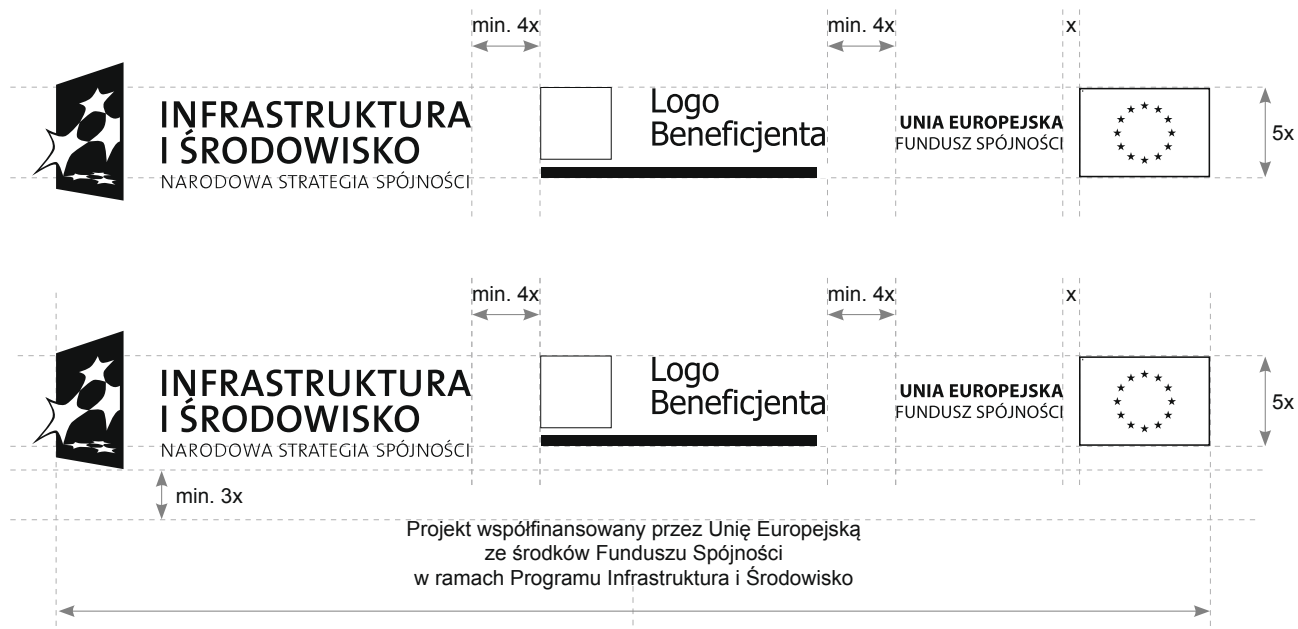 min. 4x min. 4x x
INFRASTRUKTURA
I ŚRODOWISKO
NARODOWA STRATEGIA SPÓJNOŚCI
Logo
Beneficjenta
UNIA EUROPEJSKA
FUNDUSZ SPÓJNOŚCI
5x
min. 4x min. 4x x
INFRASTRUKTURA
I ŚRODOWISKO
NARODOWA STRATEGIA SPÓJNOŚCI
Logo
Beneficjenta
UNIA EUROPEJSKA
FUNDUSZ SPÓJNOŚCI
5x
min. 3x
Projekt współfinansowany przez Unię Europejską
ze środków Funduszu Spójności
w ramach Programu Infrastruktura i Środowisko